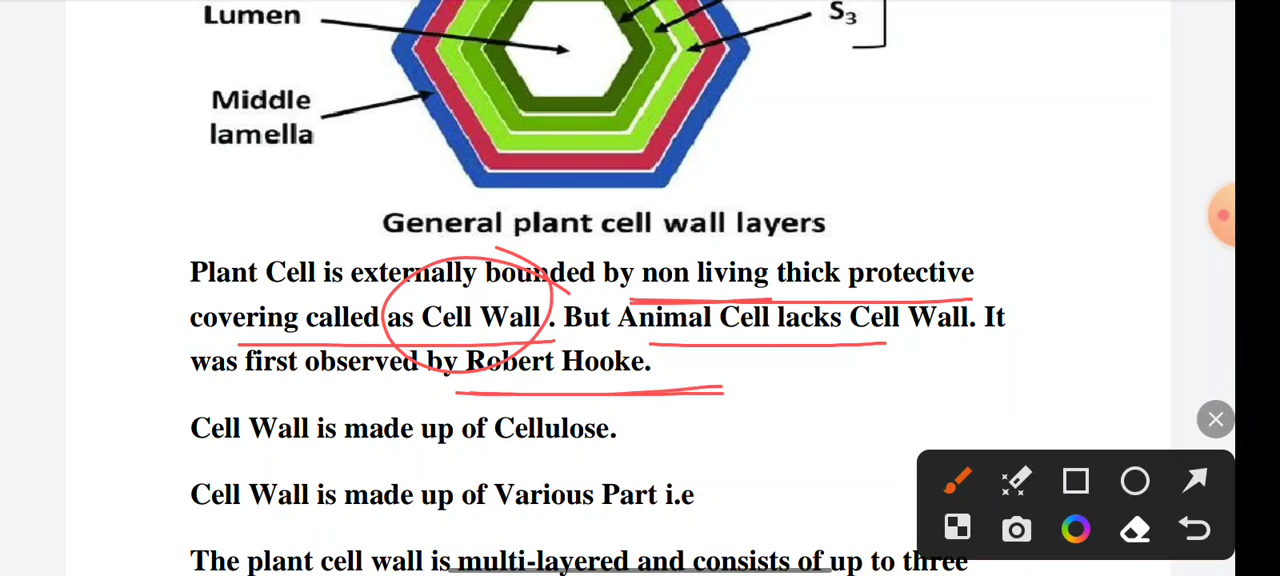 Lumen
S₃
Middle
lamella
General plant cell wall layers
Plant Cell is externally bounded by non living thick protective
covering called as Cell Wall . But Animal Cell lacks Cell Wall. It
was first observed by Robert Hooke.
Cell Wall is made up of Cellulose.
Cell Wall is made up of Various Part i.e
The plant cell wall is multi-layered and consists of up to three